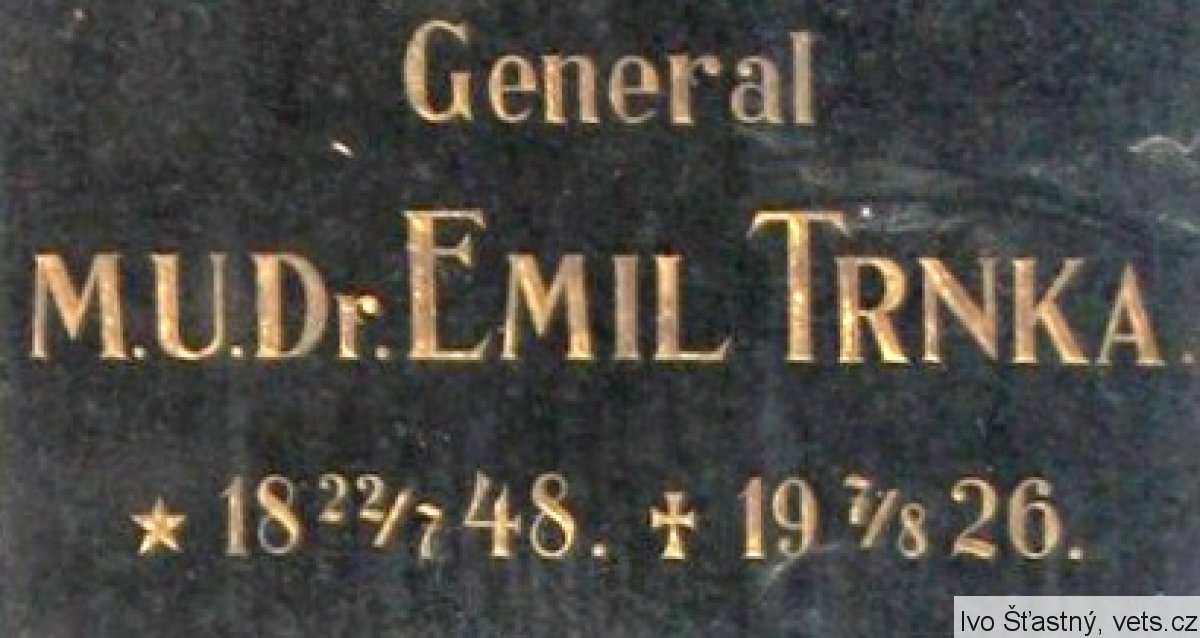 General
M.U.Dr. EMIL TRNKA.
★ 18 22/7 48. ✠ 19 7/8 26.
Ivo Šťastný, vets.cz